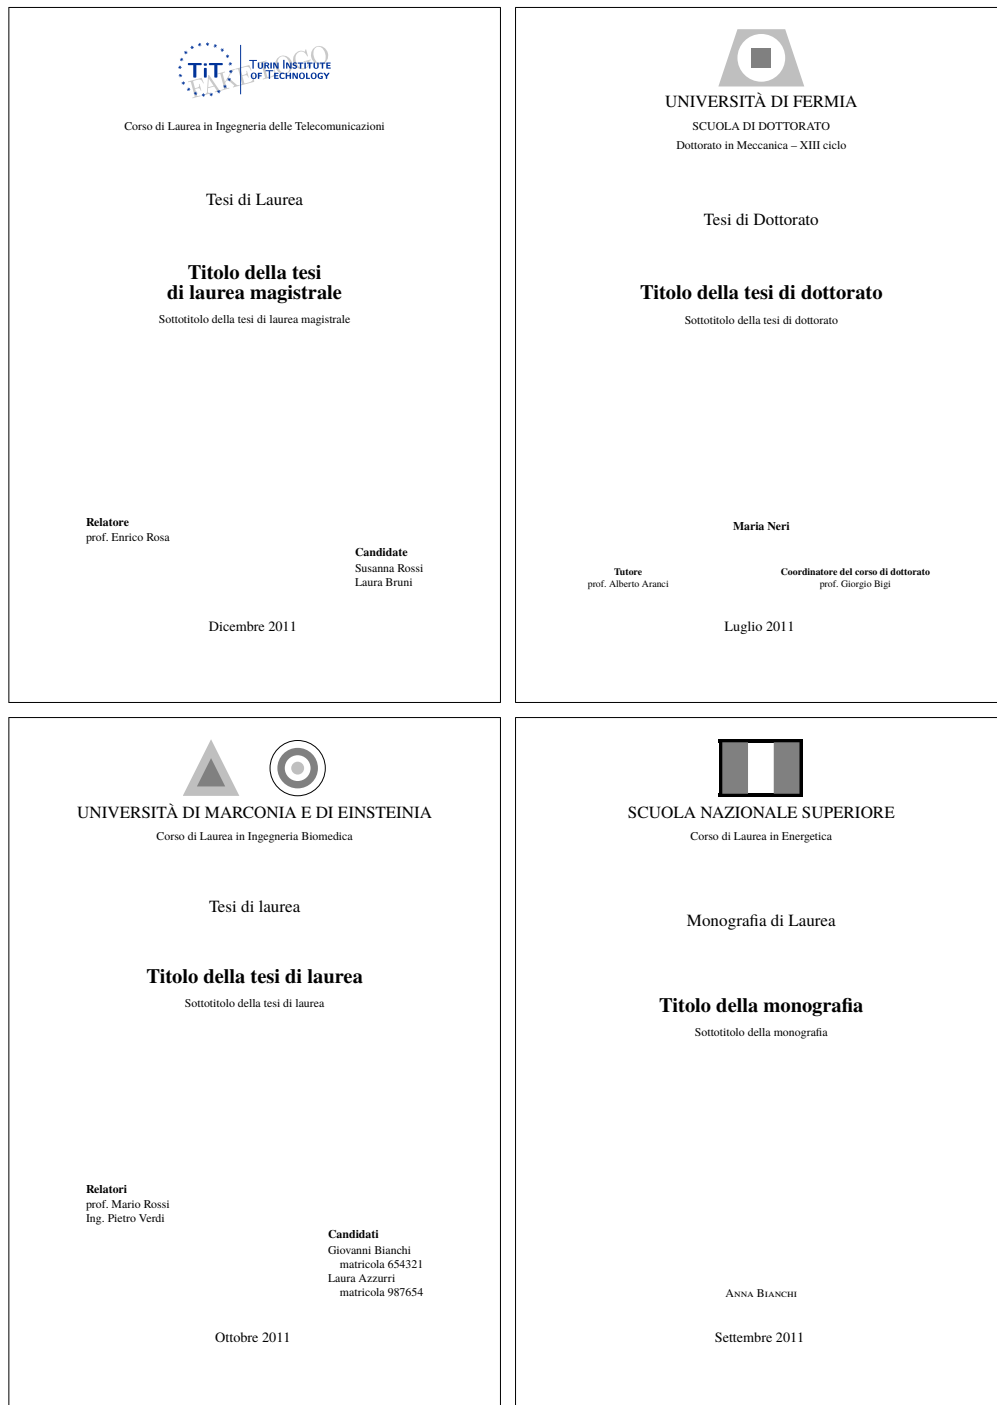 TiT TURIN INSTITUTE
OF TECHNOLOGY
FAKE LOGO
Corso di Laurea in Ingegneria delle Telecomunicazioni
Tesi di Laurea
Titolo della tesi
di laurea magistrale
Sottotitolo della tesi di laurea magistrale
Relatore
prof. Enrico Rosa
Candidate
Susanna Rossi
Laura Bruni
Dicembre 2011
UNIVERSITÀ DI FERMIA
SCUOLA DI DOTTORATO
Dottorato in Meccanica – XIII ciclo
Tesi di Dottorato
Titolo della tesi di dottorato
Sottotitolo della tesi di dottorato
Maria Neri
Tutore
prof. Alberto Aranci
Coordinatore del corso di dottorato
prof. Giorgio Bigi
Luglio 2011
UNIVERSITÀ DI MARCONIA E DI EINSTEINIA
Corso di Laurea in Ingegneria Biomedica
Tesi di laurea
Titolo della tesi di laurea
Sottotitolo della tesi di laurea
Relatori
prof. Mario Rossi
Ing. Pietro Verdi
Candidati
Giovanni Bianchi
matricola 654321
Laura Azzurri
matricola 987654
Ottobre 2011
SCUOLA NAZIONALE SUPERIORE
Corso di Laurea in Energetica
Monografia di Laurea
Titolo della monografia
Sottotitolo della monografia
ANNA BIANCHI
Settembre 2011